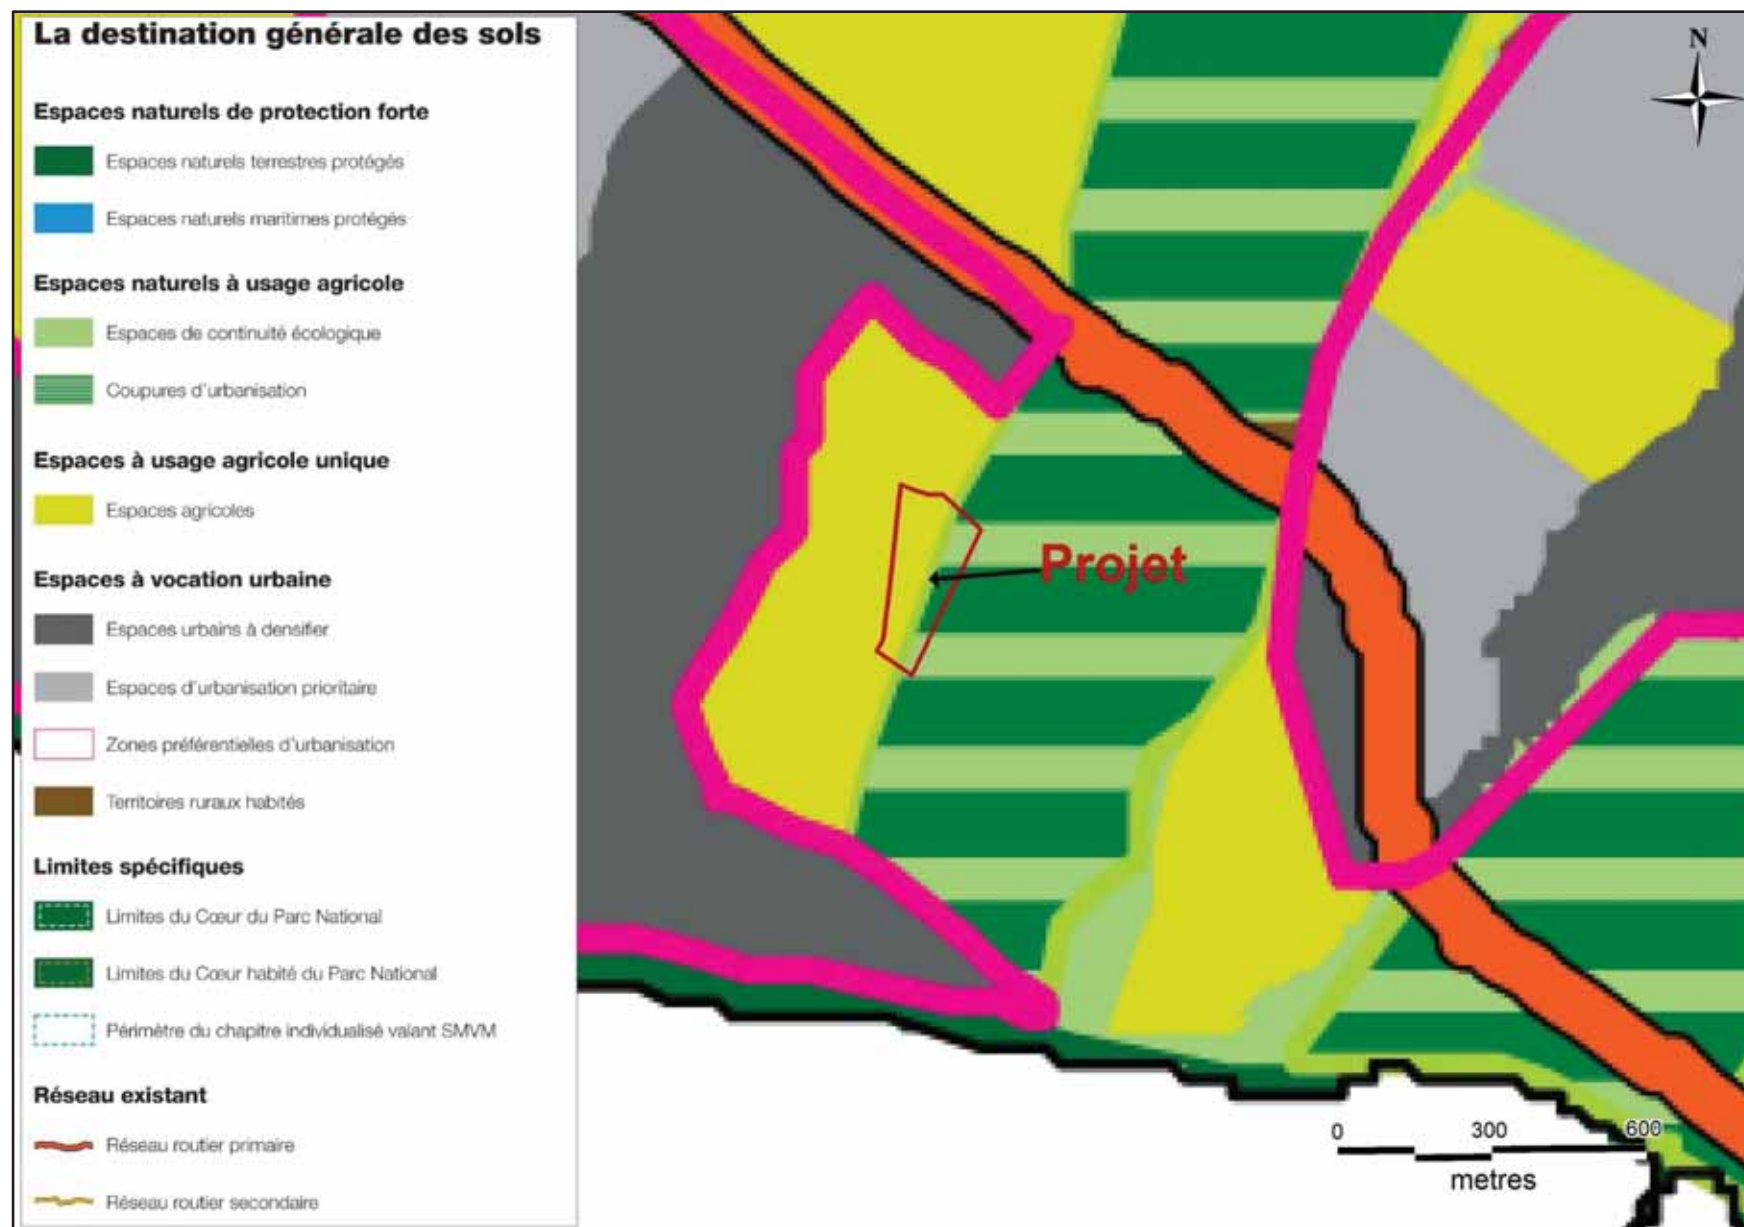 La destination générale des sols
Espaces naturels de protection forte
Espaces naturels terrestres protégés
Espaces naturels maritimes protégés
Espaces naturels à usage agricole
Espaces de continuité écologique
Coupures d'urbanisation
Espaces à usage agricole unique
Espaces agricoles
Espaces à vocation urbaine
Espaces urbains à densifier
Espaces d'urbanisation prioritaire
Zones préférentielles d'urbanisation
Territoires ruraux habités
Limites spécifiques
Limites du Cœur du Parc National
Limites du Cœur habité du Parc National
Périmètre du chapitre individualisé valant SMVM
Réseau existant
Réseau routier primaire
Réseau routier secondaire
N
Projet
0 300 600
metres